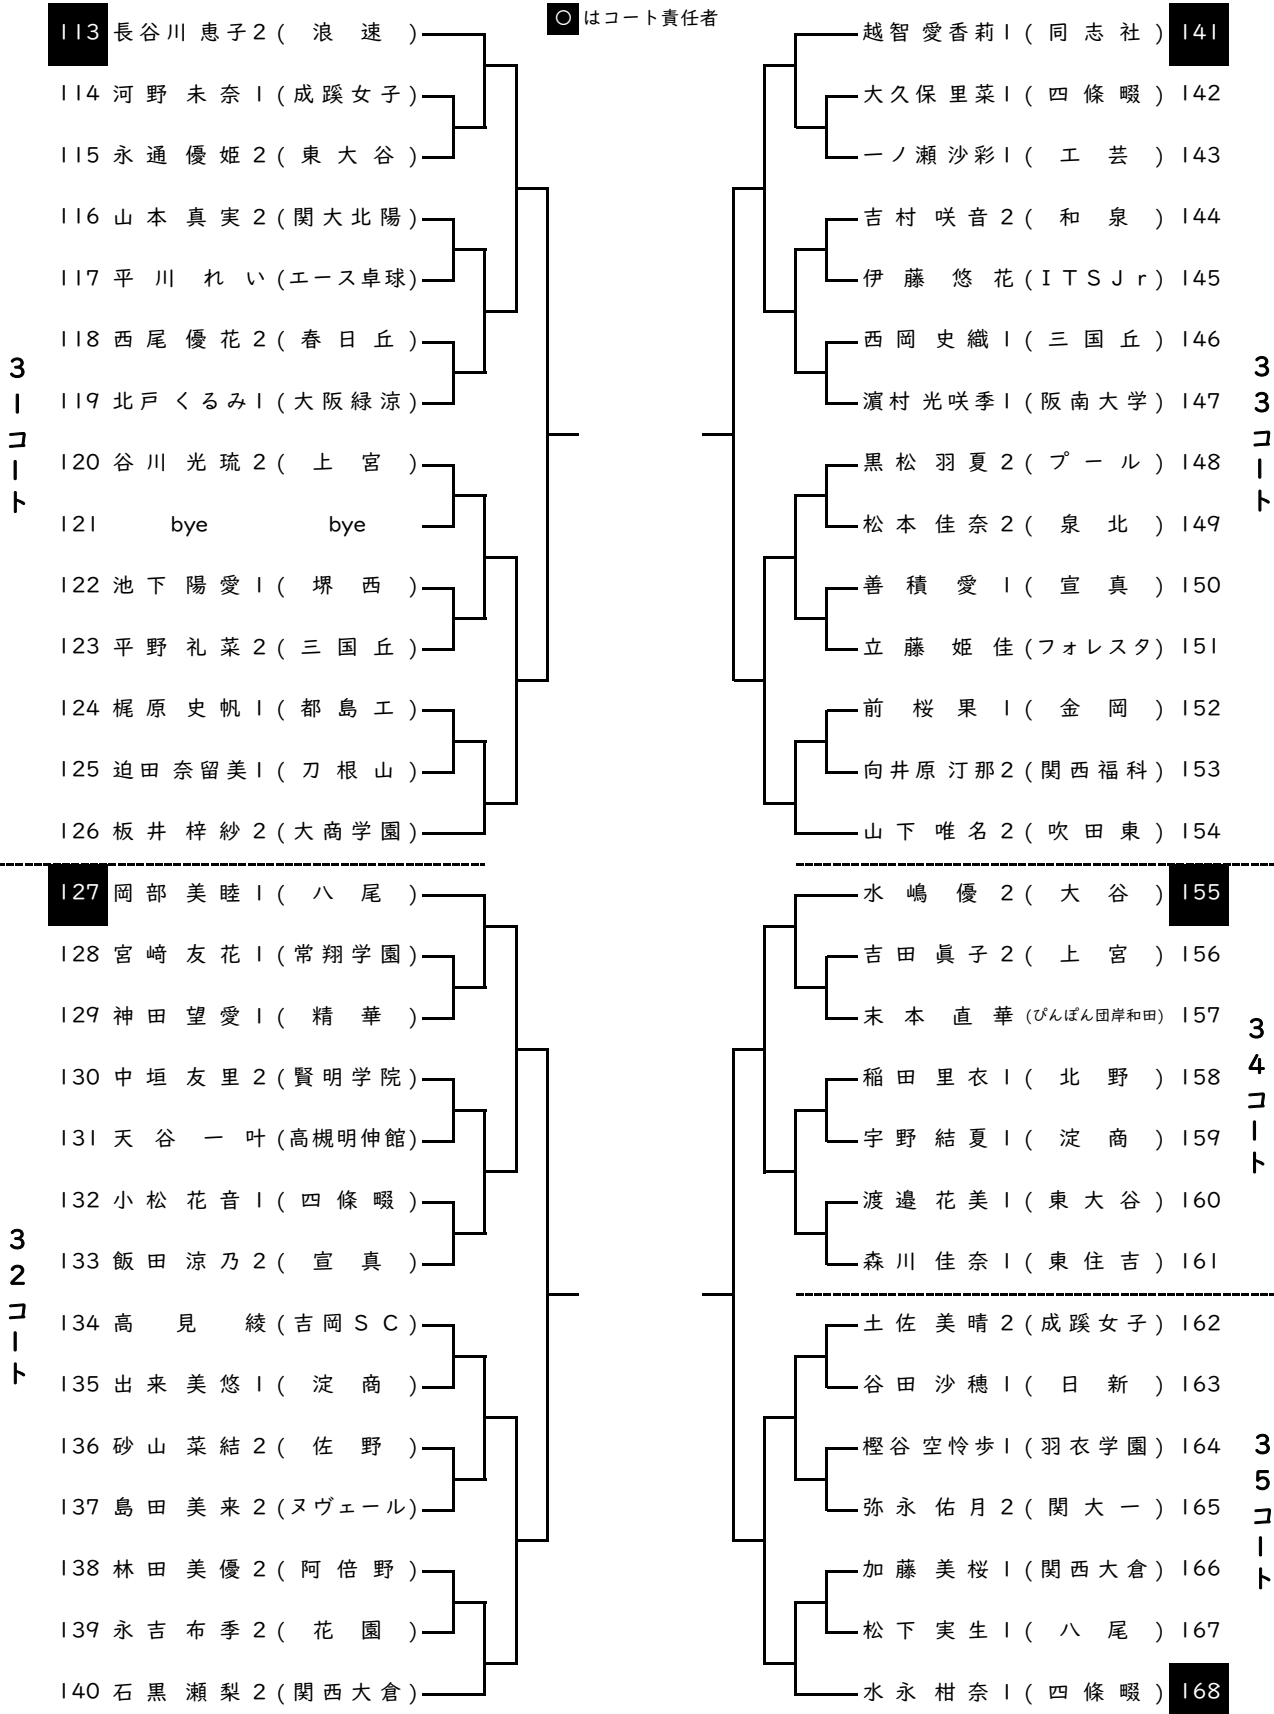 ○はコート責任者
31コート
113 長谷川 恵子2 (浪速)
114 河野 未奈1 (成蹊女子)
115 永通 優姫2 (東大谷)
116 山本 真実2 (関大北陽)
117 平川 れい (エース卓球)
118 西尾 優花2 (春日丘)
119 北戸 くるみ1 (大阪緑涼)
120 谷川 光琉2 (上宮)
121 bye bye
122 池下 陽愛1 (堺西)
123 平野 礼菜2 (三国丘)
124 梶原 史帆1 (都島工)
125 迫田 奈留美1 (刀根山)
126 板井 梓紗2 (大商学園)
32コート
127 岡部 美睦1 (八尾)
128 宮﨑 友花1 (常翔学園)
129 神田 望愛1 (精華)
130 中垣 友里2 (賢明学院)
131 天谷 一叶 (高槻明伸館)
132 小松 花音1 (四條畷)
133 飯田 涼乃2 (宣真)
134 高見 綾 (吉岡SC)
135 出来 美悠1 (淀商)
136 砂山 菜結2 (佐野)
137 島田 美来2 (ヌヴェール)
138 林田 美優2 (阿倍野)
139 永吉 布季2 (花園)
140 石黒 瀬梨2 (関西大倉)
33コート
越智 愛香莉1 (同志社) 141
大久保 里菜1 (四條畷) 142
一ノ瀬 沙彩1 (工芸) 143
吉村 咲音2 (和泉) 144
伊藤 悠花 (ITSJr) 145
西岡 史織1 (三国丘) 146
濵村 光咲季1 (阪南大学) 147
黒松 羽夏2 (プール) 148
松本 佳奈2 (泉北) 149
善積 愛1 (宣真) 150
立藤 姫佳 (フォレスタ) 151
前 桜果1 (金岡) 152
向井原 汀那2 (関西福科) 153
山下 唯名2 (吹田東) 154
34コート
水嶋 優2 (大谷) 155
吉田 眞子2 (上宮) 156
末本 直華 (ぴんぽん団岸和田) 157
稲田 里衣1 (北野) 158
宇野 結夏1 (淀商) 159
渡邉 花美1 (東大谷) 160
森川 佳奈1 (東住吉) 161
35コート
土佐 美晴2 (成蹊女子) 162
谷田 沙穂1 (日新) 163
樫谷 空怜歩1 (羽衣学園) 164
弥永 佑月2 (関大一) 165
加藤 美桜1 (関西大倉) 166
松下 実生1 (八尾) 167
水永 柑奈1 (四條畷) 168